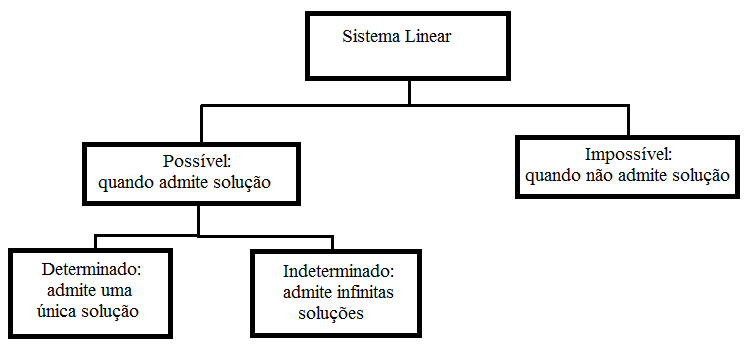 Sistema Linear
Possível:
quando admite solução
Impossível:
quando não admite solução
Determinado:
admite uma
única solução
Indeterminado:
admite infinitas
soluções